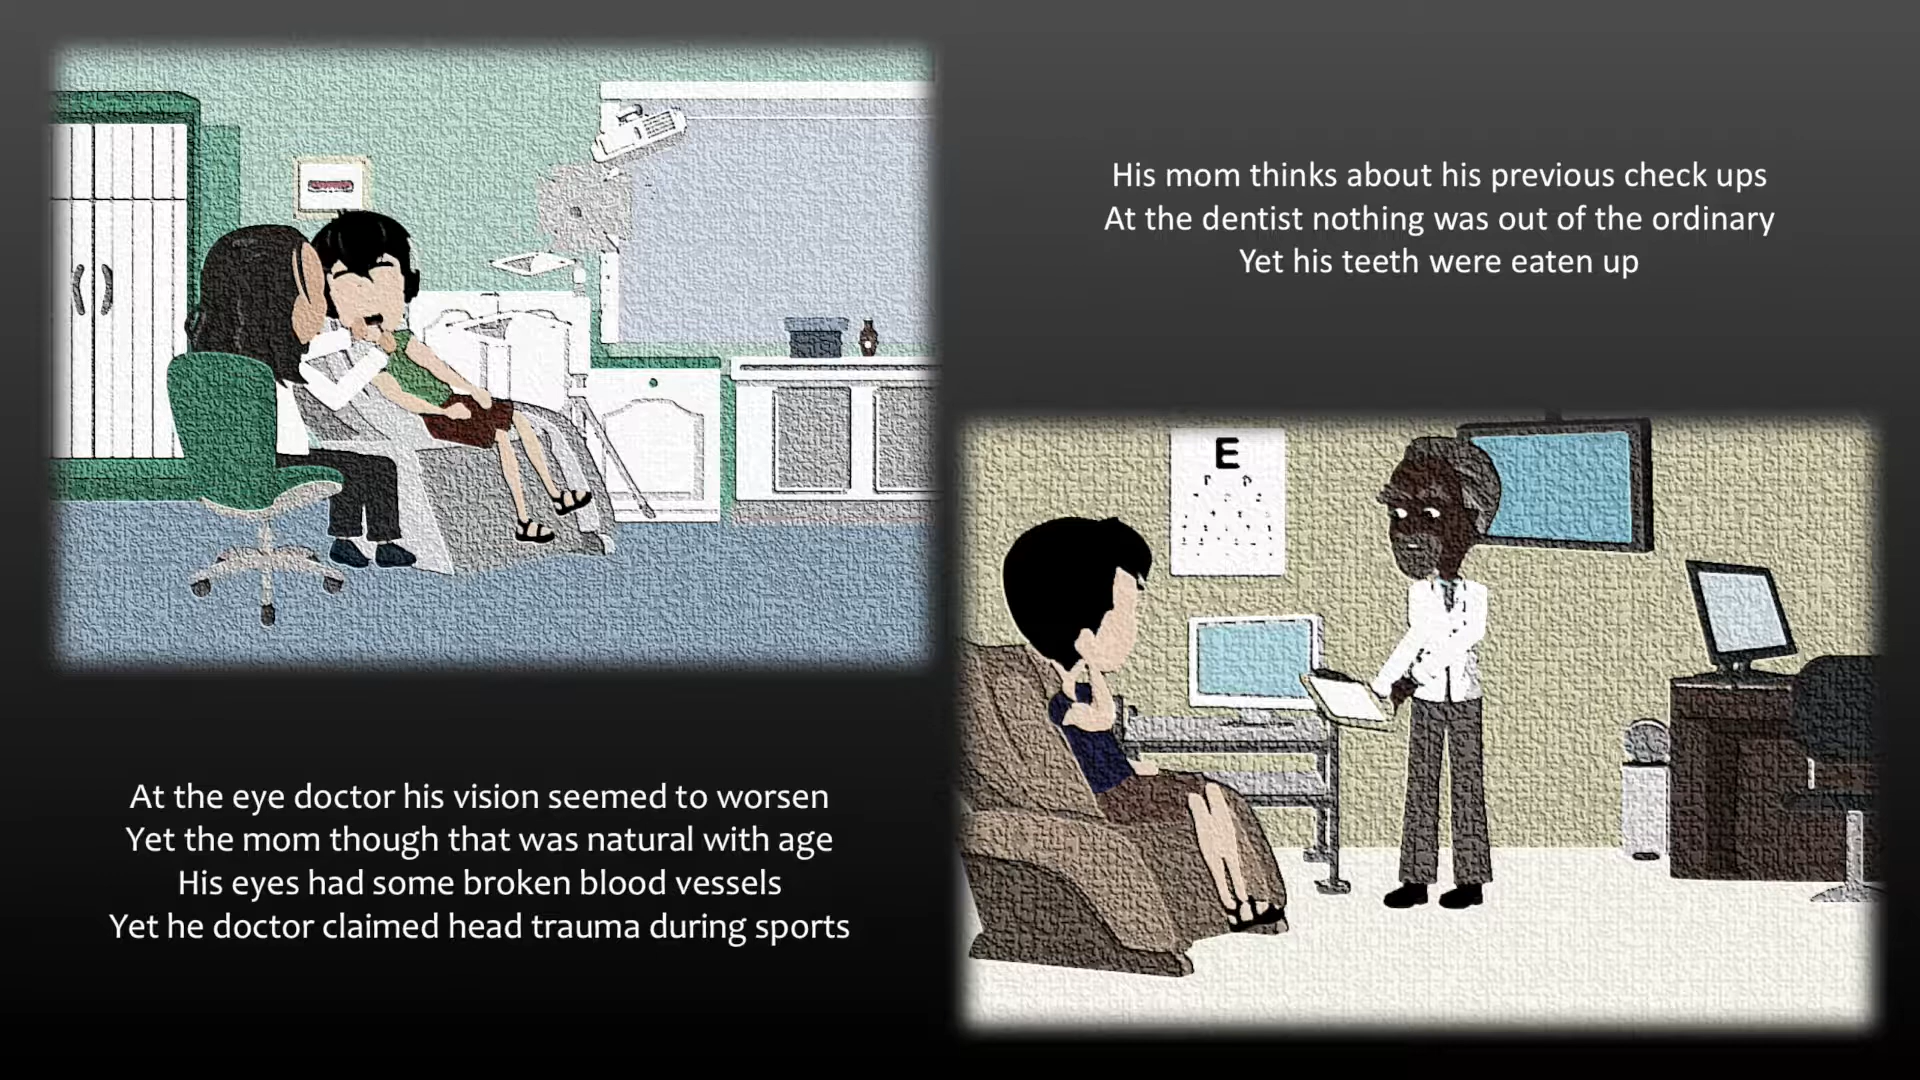 His mom thinks about his previous check ups
At the dentist nothing was out of the ordinary
Yet his teeth were eaten up
E
At the eye doctor his vision seemed to worsen
Yet the mom though that was natural with age
His eyes had some broken blood vessels
Yet he doctor claimed head trauma during sports